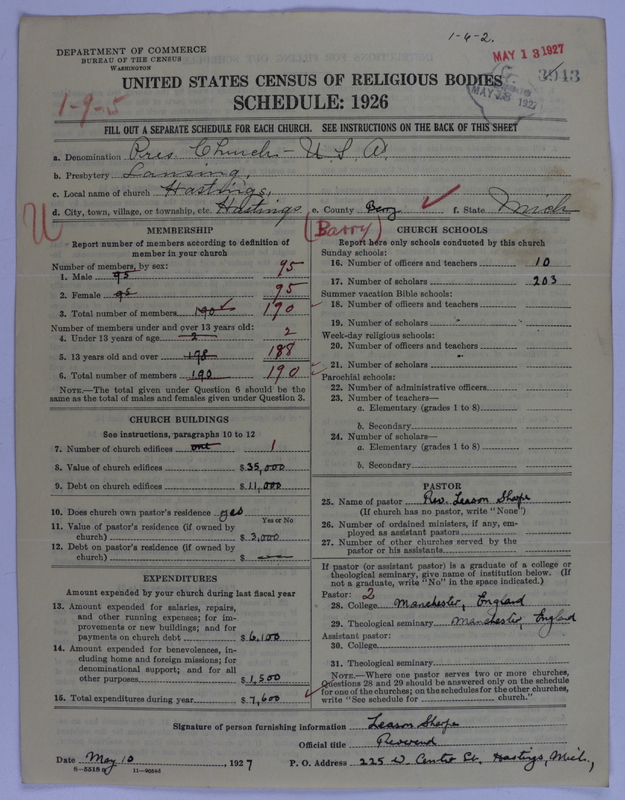 1-4-2.
DEPARTMENT OF COMMERCE
BUREAU OF THE CENSUS
WASHINGTON
MAY 13 1927
3943
MAY 1927
UNITED STATES CENSUS OF RELIGIOUS BODIES
SCHEDULE: 1926
1-9-5
FILL OUT A SEPARATE SCHEDULE FOR EACH CHURCH. SEE INSTRUCTIONS ON THE BACK OF THIS SHEET
a. Denomination Pres. Church - U.S.A.
b. Presbytery Lansing,
c. Local name of church Hastings,
d. City, town, village, or township, etc. Hastings e. County Barry f. State Mich
U
(Barry)
MEMBERSHIP
Report number of members according to definition of
member in your church
Number of members, by sex:
1. Male 95 95
2. Female 95 95
3. Total number of members 190 190
Number of members under and over 13 years old:
4. Under 13 years of age 2 2
5. 13 years old and over 198 188
6. Total number of members 190 190
NOTE.—The total given under Question 6 should be
same as the total of males and females given under Question 3.
CHURCH BUILDINGS
See instructions, paragraphs 10 to 12
7. Number of church edifices one 1
8. Value of church edifices $35,000
9. Debt on church edifices $11,000
10. Does church own pastor's residence yes
Yes or No
11. Value of pastor's residence (if owned by
church) $3,000
12. Debt on pastor's residence (if owned by
church) $
EXPENDITURES
Amount expended by your church during last fiscal year
13. Amount expended for salaries, repairs,
and other running expenses; for im-
provements or new buildings; and for
payments on church debt $6,100
14. Amount expended for benevolences, in-
cluding home and foreign missions; for
denominational support; and for all
other purposes $1,500
15. Total expenditures during year $7,600
CHURCH SCHOOLS
Report here only schools conducted by this church
Sunday schools:
16. Number of officers and teachers 10
17. Number of scholars 203
Summer vacation Bible schools:
18. Number of officers and teachers
19. Number of scholars
Week-day religious schools:
20. Number of officers and teachers
21. Number of scholars
Parochial schools:
22. Number of administrative officers
23. Number of teachers—
a. Elementary (grades 1 to 8)
b. Secondary
24. Number of scholars—
a. Elementary (grades 1 to 8)
b. Secondary
PASTOR
25. Name of pastor Rev. Leason Sharpe
(If church has no pastor, write "None")
26. Number of ordained ministers, if any, em-
ployed as assistant pastors
27. Number of other churches served by the
pastor or his assistants
If pastor (or assistant pastor) is a graduate of a college or
theological seminary, give name of institution below. (If
not a graduate, write "No" in the space indicated.)
Pastor: 2
28. College Manchester, England
29. Theological seminary Manchester, England
Assistant pastor:
30. College
31. Theological seminary
NOTE.—Where one pastor serves two or more churches,
Questions 28 and 29 should be answered only on the schedule
for one of the churches; on the schedules for the other churches,
write "See schedule for church."
Signature of person furnishing information Leason Sharpe
Official title Reverend
Date May 10, 1927 P. O. Address 225 W. Center St. Hastings, Mich.,
8-5518a 11-9058d